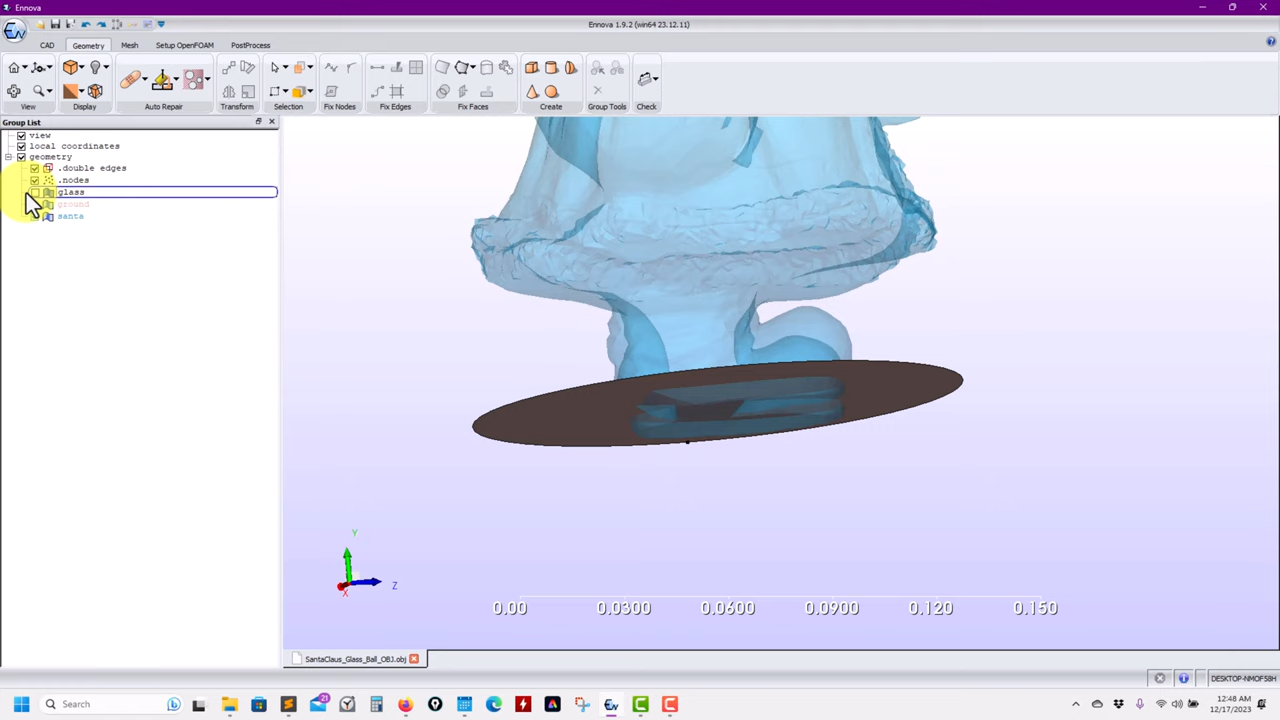 Ennova
Ennova 1.9.2 (win64 23.12.11)
CAD
Geometry
Mesh
Setup OpenFOAM
PostProcess
View
Display
Auto Repair
Transform
Selection
Fix Nodes
Fix Edges
Fix Faces
Create
Group Tools
Check
Group List
view
local coordinates
geometry
.double edges
.nodes
glass
ground
santa
Y
Z
X
0.00
0.0300
0.0600
0.0900
0.120
0.150
SantaClaus_Glass_Ball_OBJ.obj
DESKTOP-NMOF58H
Search
21
12:48 AM
12/17/2023